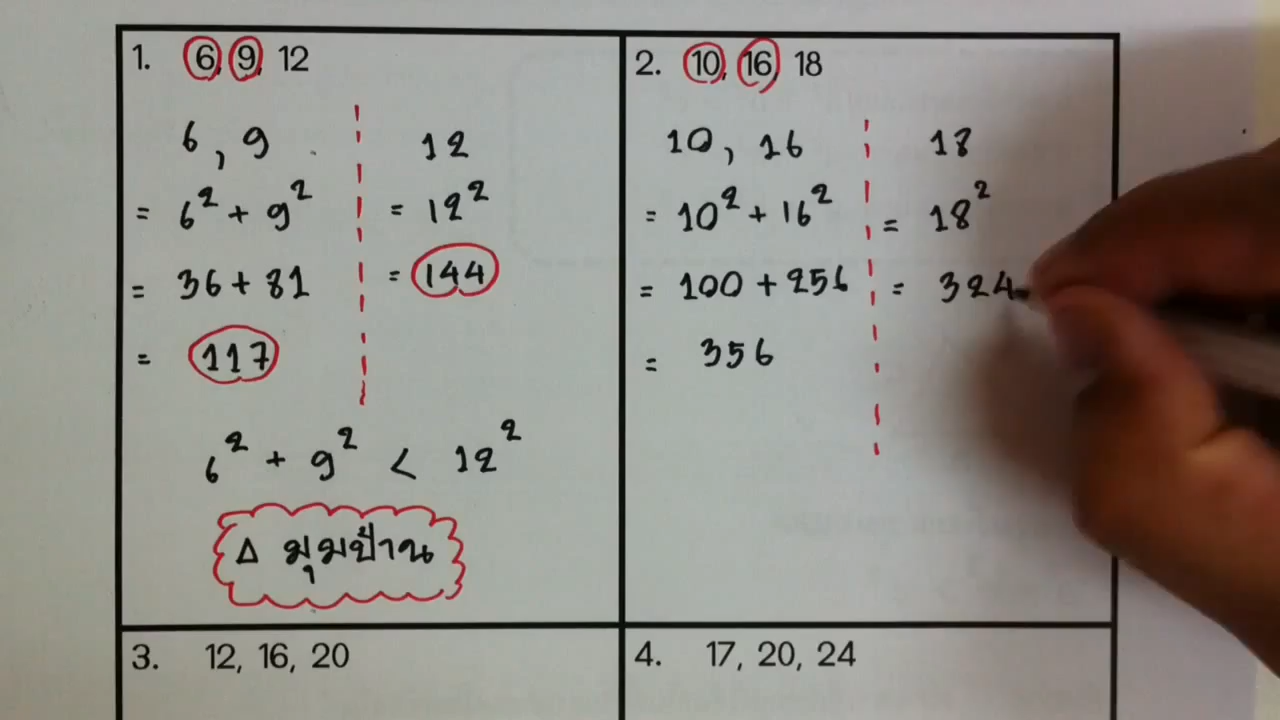 1. 6, 9, 12
6 , 9
12
= 6² + 9²
= 12²
= 36 + 81
= 144
= 117
6² + 9² < 12²
Δ มุมป้าน
2. 10, 16, 18
10 , 16
18
= 10² + 16²
= 18²
= 100 + 256
= 324
= 356
3. 12, 16, 20
4. 17, 20, 24